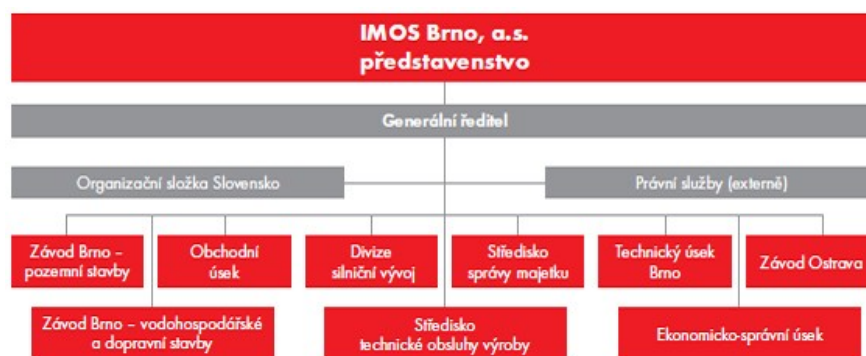 IMOS Brno, a.s.
představenstvo
Generální ředitel
Organizační složka Slovensko
Právní služby (externě)
Závod Brno –
pozemní stavby
Obchodní
úsek
Divize
silniční vývoj
Středisko
správy majetku
Technický úsek
Brno
Závod Ostrava
Závod Brno – vodohospodářské
a dopravní stavby
Středisko
technické obsluhy výroby
Ekonomicko-správní úsek